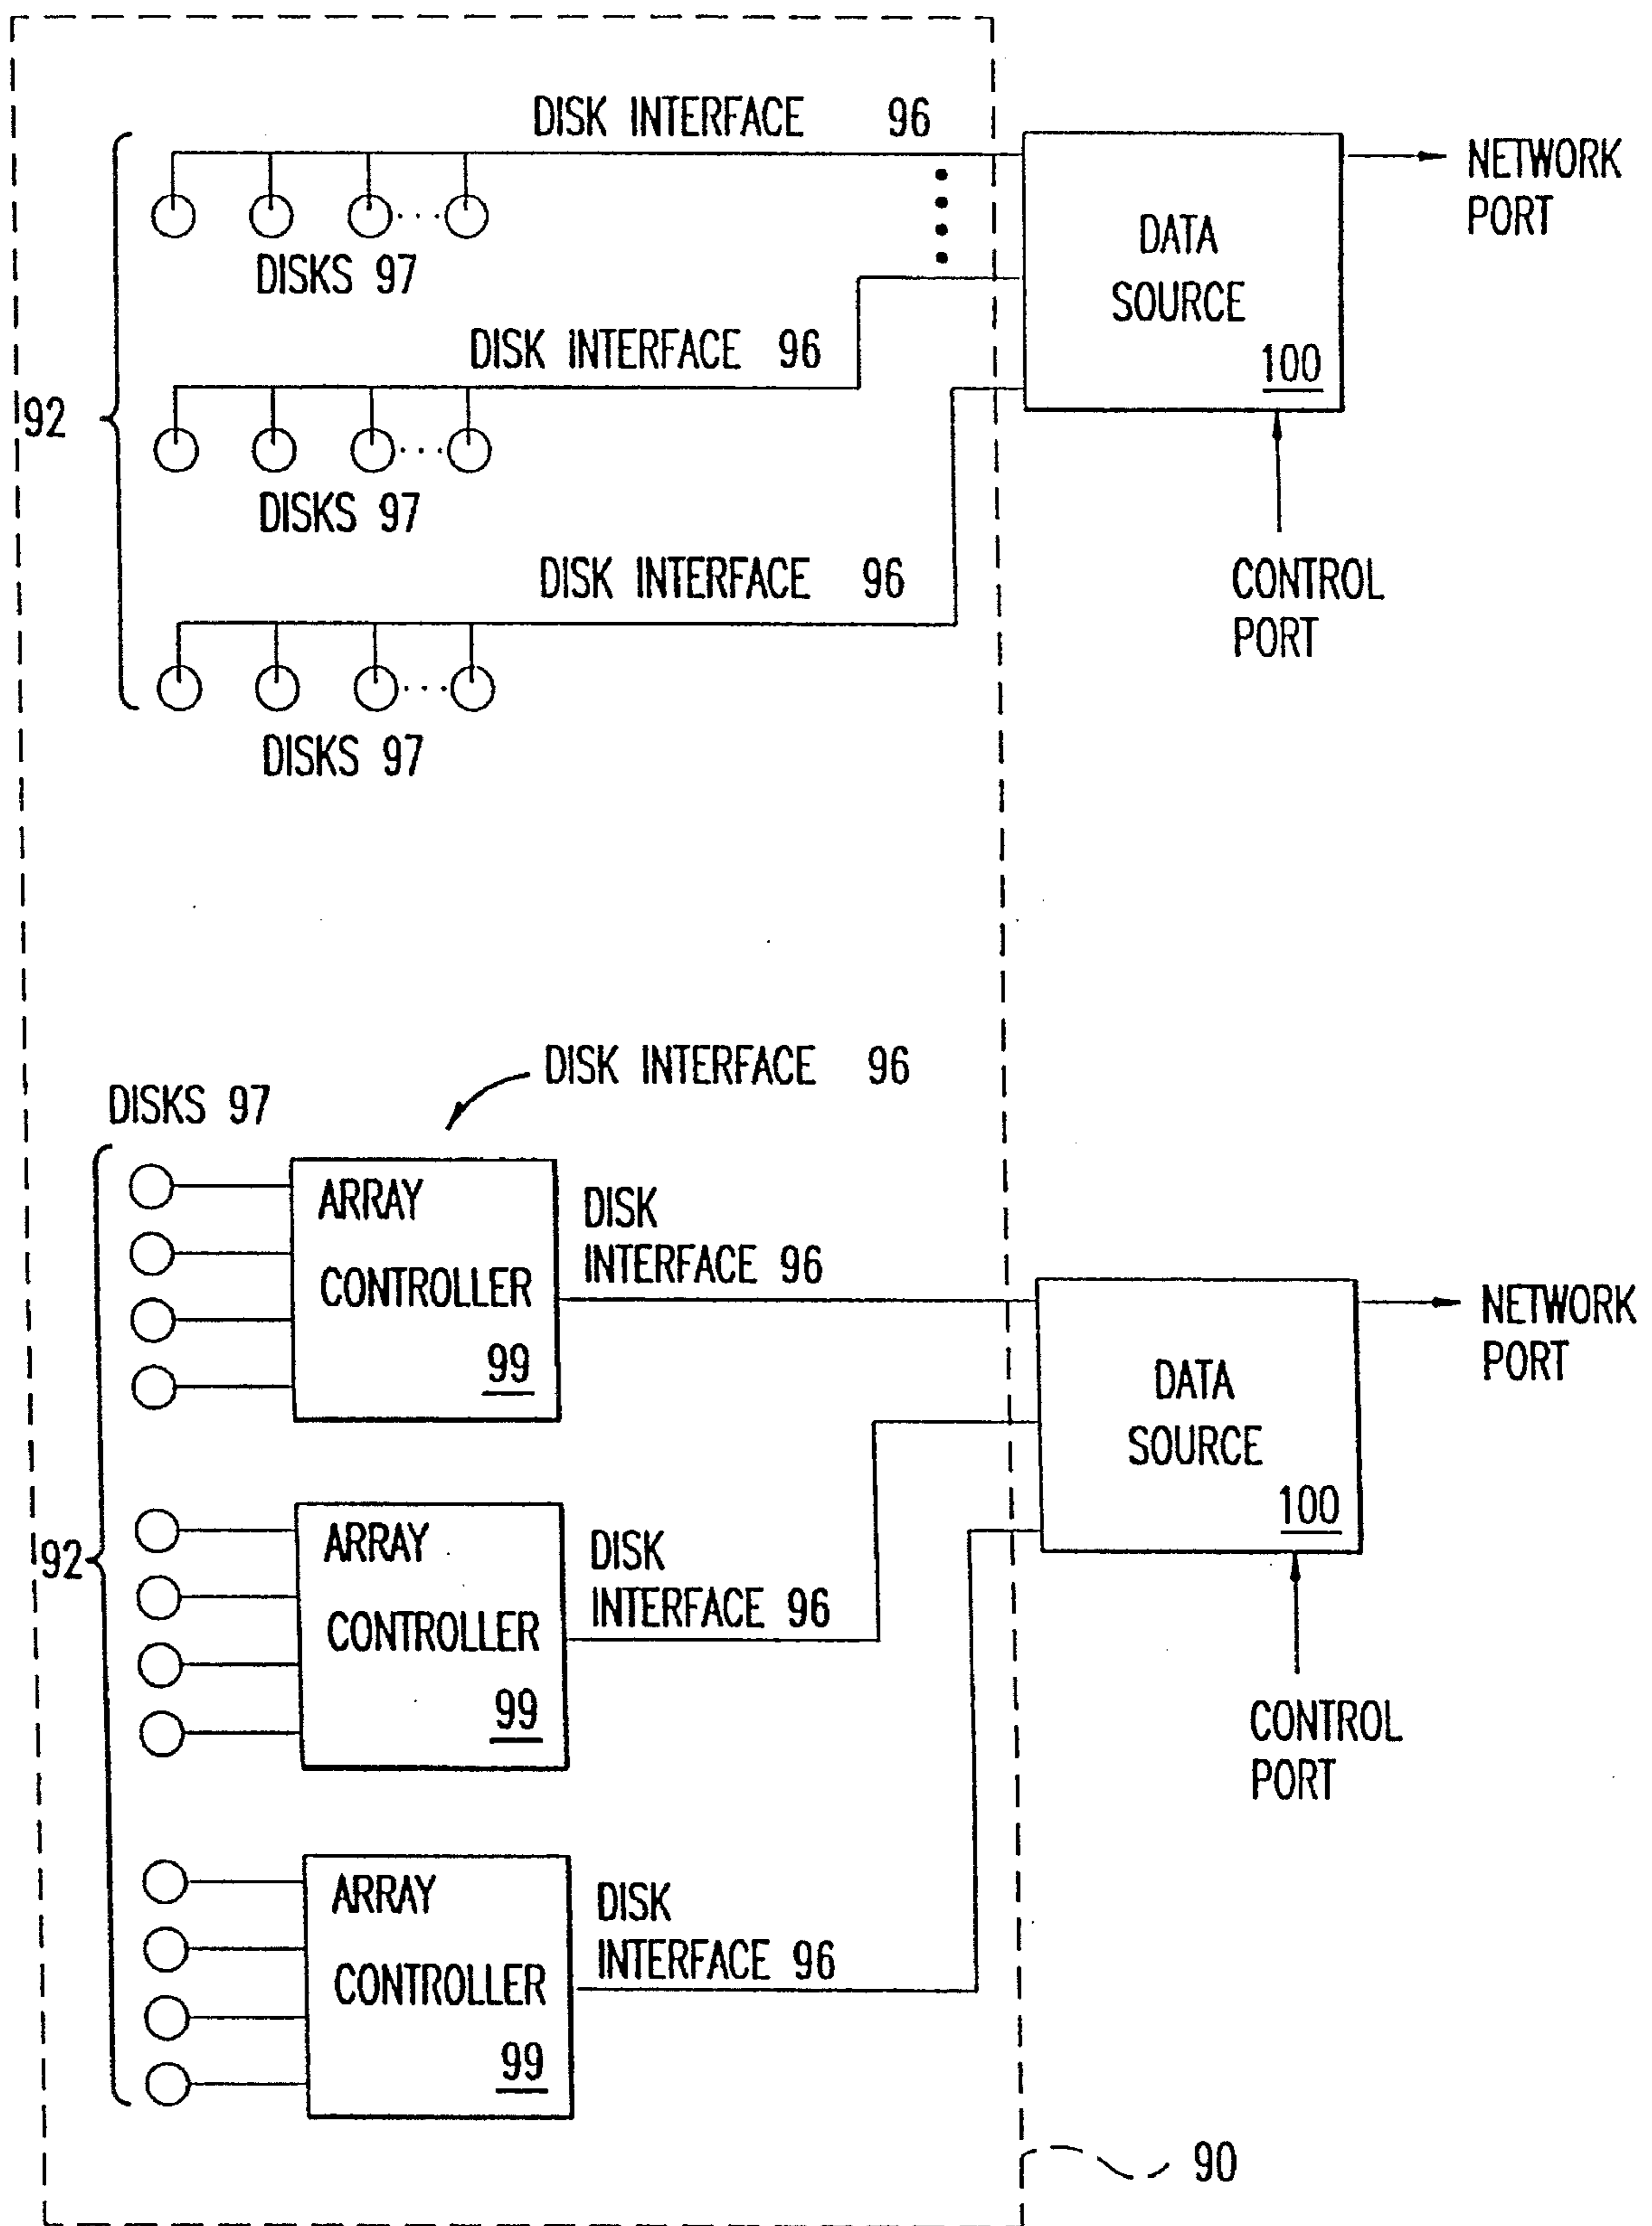 DISK INTERFACE 96
NETWORK
PORT
DATA
SOURCE
100
DISKS 97
DISK INTERFACE 96
92
DISKS 97
CONTROL
PORT
DISK INTERFACE 96
DISKS 97
DISK INTERFACE 96
DISKS 97
ARRAY
CONTROLLER
99
DISK
INTERFACE 96
NETWORK
PORT
DATA
SOURCE
100
92
ARRAY
CONTROLLER
99
DISK
INTERFACE 96
CONTROL
PORT
ARRAY
CONTROLLER
99
DISK
INTERFACE 96
90